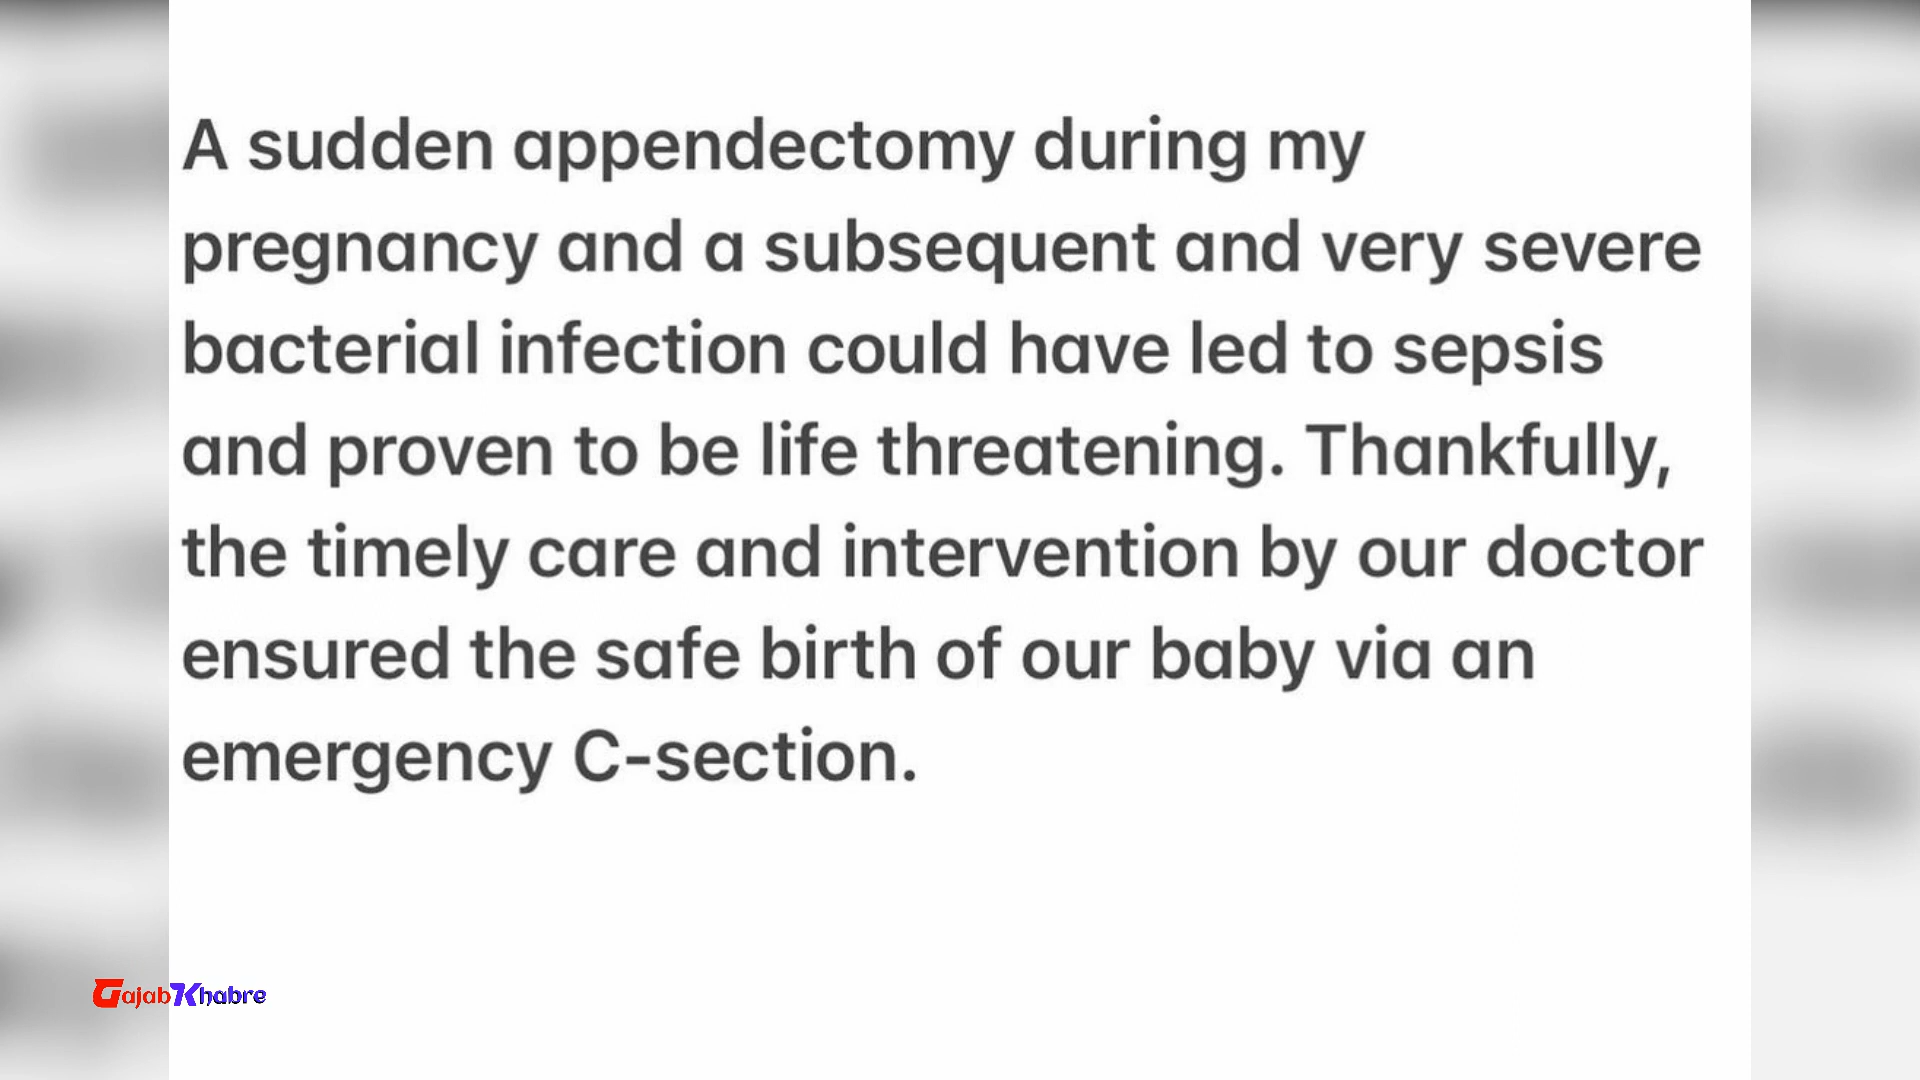 A sudden appendectomy during my
pregnancy and a subsequent and very severe
bacterial infection could have led to sepsis
and proven to be life threatening. Thankfully,
the timely care and intervention by our doctor
ensured the safe birth of our baby via an
emergency C-section.
GajabKhabre